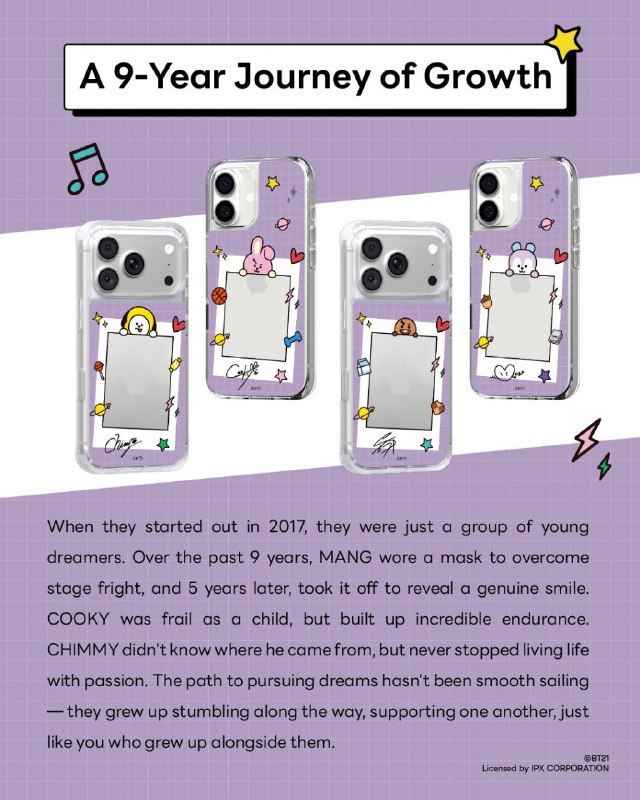 A 9-Year Journey of Growth
Chimmy
BT21
BT21
BT21
BT21
When they started out in 2017, they were just a group of young
dreamers. Over the past 9 years, MANG wore a mask to overcome
stage fright, and 5 years later, took it off to reveal a genuine smile.
COOKY was frail as a child, but built up incredible endurance.
CHIMMY didn't know where he came from, but never stopped living life
with passion. The path to pursuing dreams hasn't been smooth sailing
— they grew up stumbling along the way, supporting one another, just
like you who grew up alongside them.
©BT21
Licensed by IPX CORPORATION